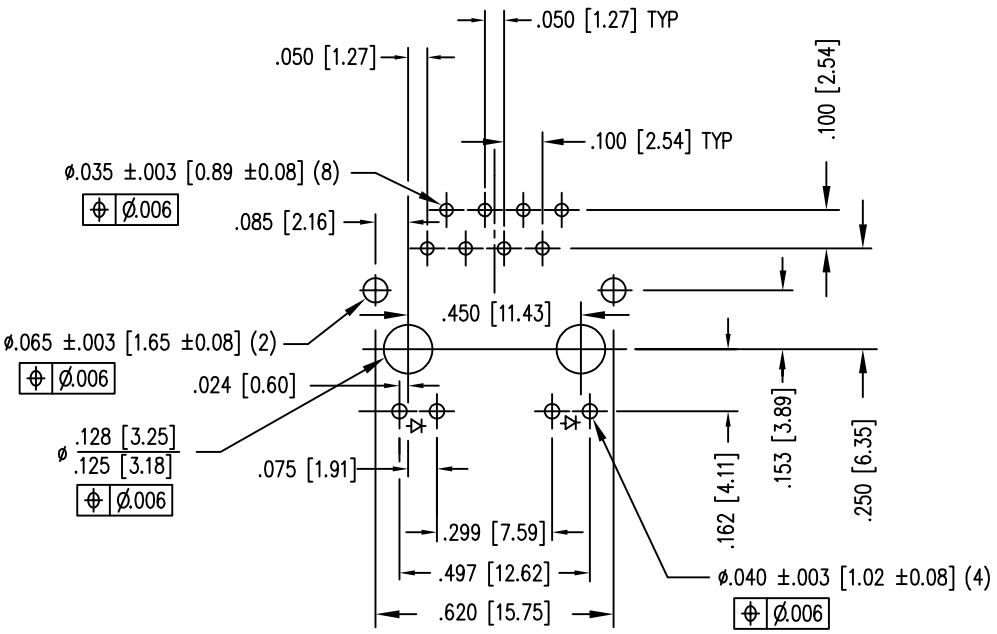 .050 [1.27] TYP
.050 [1.27]
.100 [2.54]
.100 [2.54] TYP
ø.035 ±.003 [0.89 ±0.08] (8)
⌖ Ø.006
.085 [2.16]
.450 [11.43]
ø.065 ±.003 [1.65 ±0.08] (2)
⌖ Ø.006
.024 [0.60]
ø .128 [3.25]
.125 [3.18]
⌖ Ø.006
.075 [1.91]
.162 [4.11]
.153 [3.89]
.250 [6.35]
.299 [7.59]
.497 [12.62]
ø.040 ±.003 [1.02 ±0.08] (4)
⌖ Ø.006
.620 [15.75]